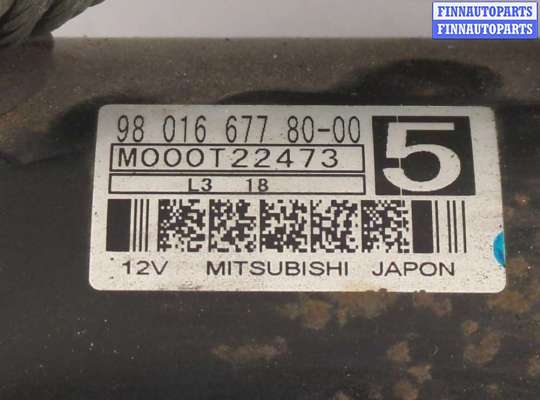 FINNAUTOPARTS
FINNAUTOPARTS
98 016 677 80-00
5
M000T22473
L3 18
12V MITSUBISHI JAPON